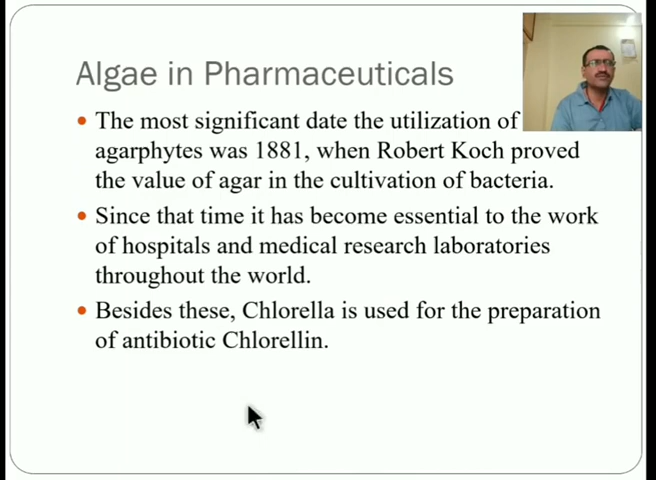 Algae in Pharmaceuticals
The most significant date the utilization of
agarphytes was 1881, when Robert Koch proved
the value of agar in the cultivation of bacteria.
Since that time it has become essential to the work
of hospitals and medical research laboratories
throughout the world.
Besides these, Chlorella is used for the preparation
of antibiotic Chlorellin.